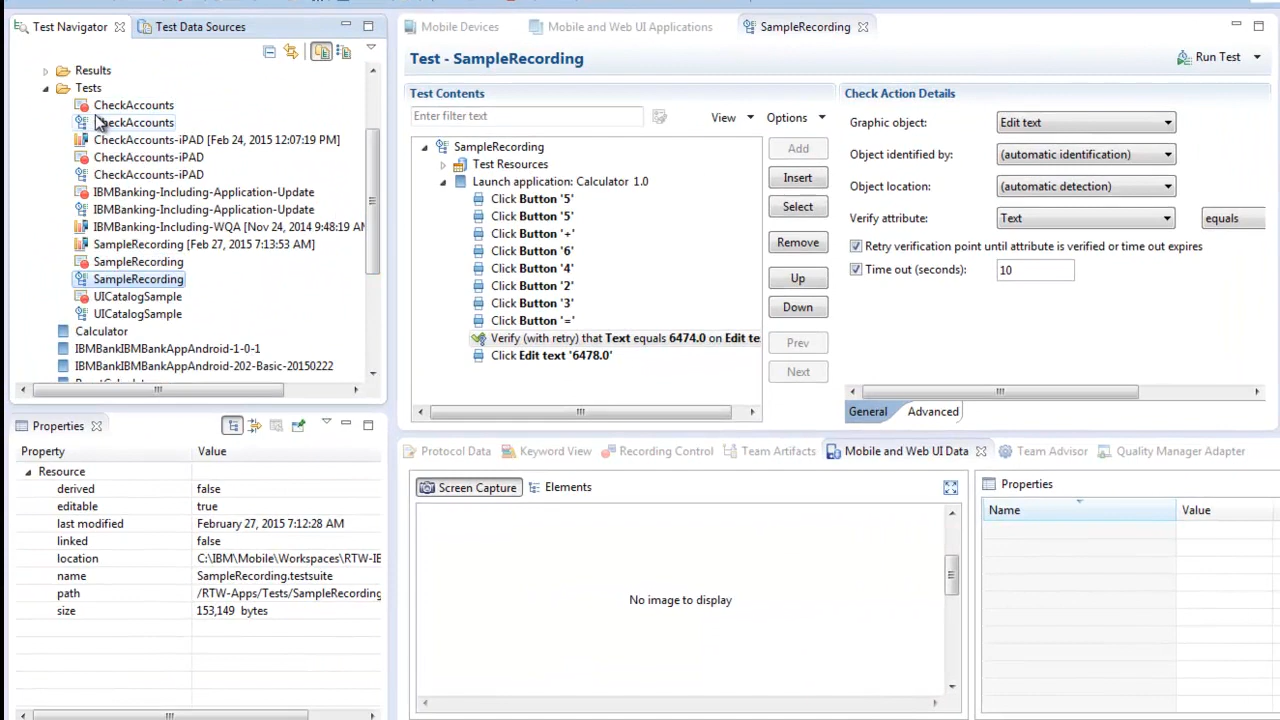 Test Navigator
Test Data Sources
Results
Tests
CheckAccounts
CheckAccounts
CheckAccounts-iPAD [Feb 24, 2015 12:07:19 PM]
CheckAccounts-iPAD
CheckAccounts-iPAD
IBMBanking-Including-Application-Update
IBMBanking-Including-Application-Update
IBMBanking-Including-WQA [Nov 24, 2014 9:48:19 AM
SampleRecording [Feb 27, 2015 7:13:53 AM]
SampleRecording
SampleRecording
UICatalogSample
UICatalogSample
Calculator
IBMBankIBMBankAppAndroid-1-0-1
IBMBankIBMBankAppAndroid-202-Basic-20150222
Properties
Property Value
Resource
derived false
editable true
last modified February 27, 2015 7:12:28 AM
linked false
location C:\IBM\Mobile\Workspaces\RTW-IE
name SampleRecording.testsuite
path /RTW-Apps/Tests/SampleRecording
size 153,149 bytes
Mobile Devices
Mobile and Web UI Applications
SampleRecording
Test - SampleRecording
Run Test
Test Contents
Enter filter text
View
Options
SampleRecording
Test Resources
Launch application: Calculator 1.0
Click Button '5'
Click Button '5'
Click Button '+'
Click Button '6'
Click Button '4'
Click Button '2'
Click Button '3'
Click Button '='
Verify (with retry) that Text equals 6474.0 on Edit te
Click Edit text '6478.0'
Add
Insert
Select
Remove
Up
Down
Prev
Next
Check Action Details
Graphic object: Edit text
Object identified by: (automatic identification)
Object location: (automatic detection)
Verify attribute: Text equals
Retry verification point until attribute is verified or time out expires
Time out (seconds): 10
General
Advanced
Protocol Data
Keyword View
Recording Control
Team Artifacts
Mobile and Web UI Data
Team Advisor
Quality Manager Adapter
Screen Capture
Elements
No image to display
Properties
Name Value